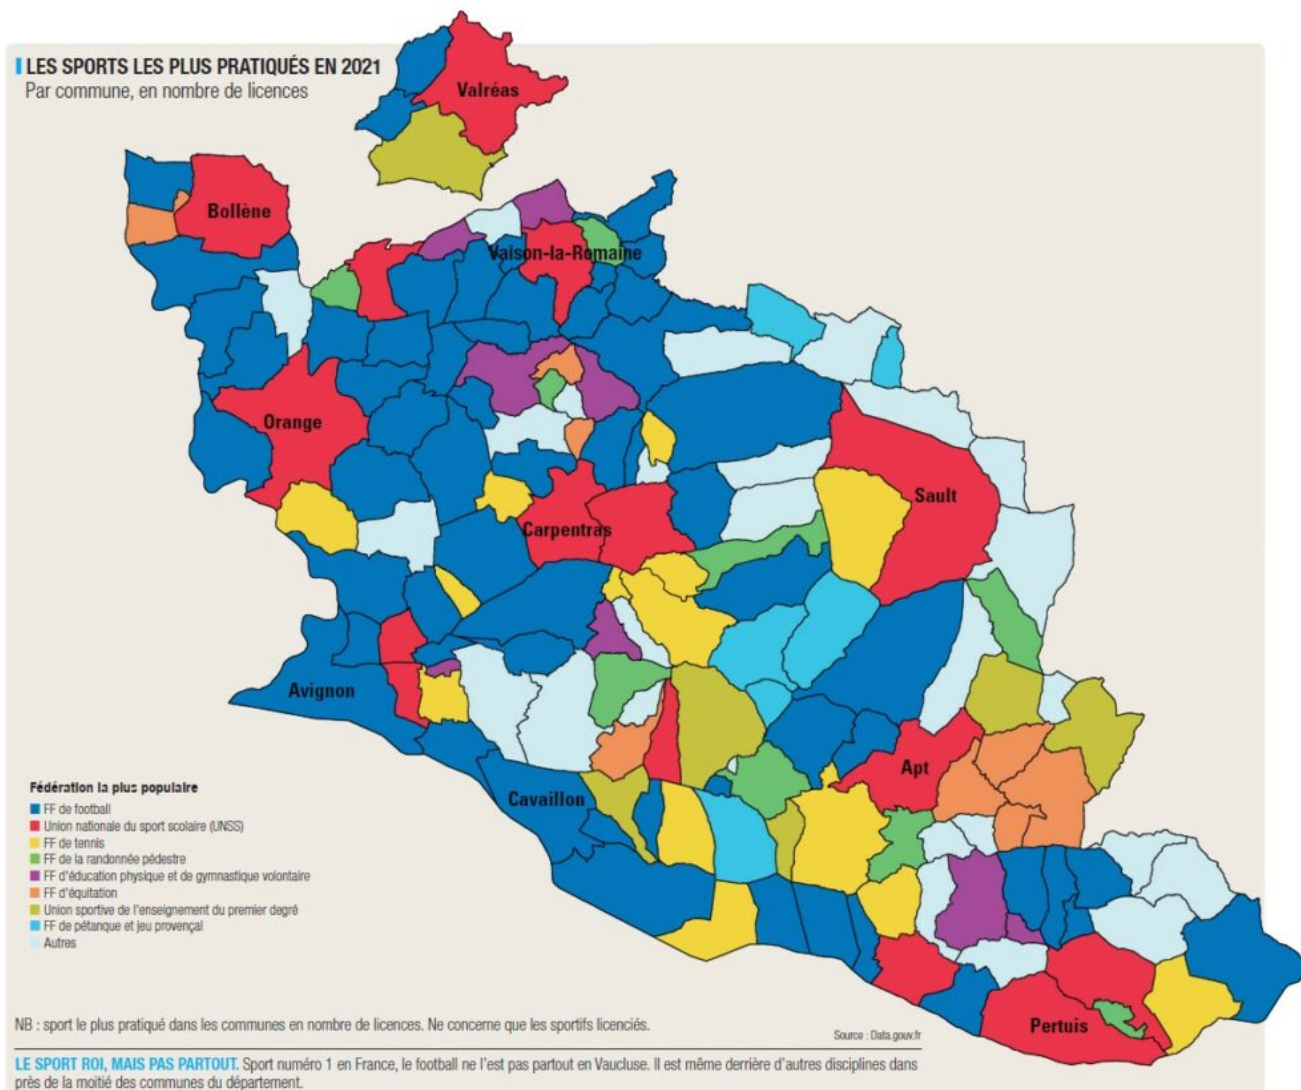 LES SPORTS LES PLUS PRATIQUÉS EN 2021
Par commune, en nombre de licences
Valréas
Bollène
Vaison-la-Romaine
Orange
Sault
Carpentras
Avignon
Apt
Cavaillon
Pertuis
Fédération la plus populaire
FF de football
Union nationale du sport scolaire (UNSS)
FF de tennis
FF de la randonnée pédestre
FF d'éducation physique et de gymnastique volontaire
FF d'équitation
Union sportive de l'enseignement du premier degré
FF de pétanque et jeu provençal
Autres
NB : sport le plus pratiqué dans les communes en nombre de licences. Ne concerne que les sportifs licenciés.
Source : Data.gouv.fr
LE SPORT ROI, MAIS PAS PARTOUT. Sport numéro 1 en France, le football ne l'est pas partout en Vaucluse. Il est même derrière d'autres disciplines dans
près de la moitié des communes du département.